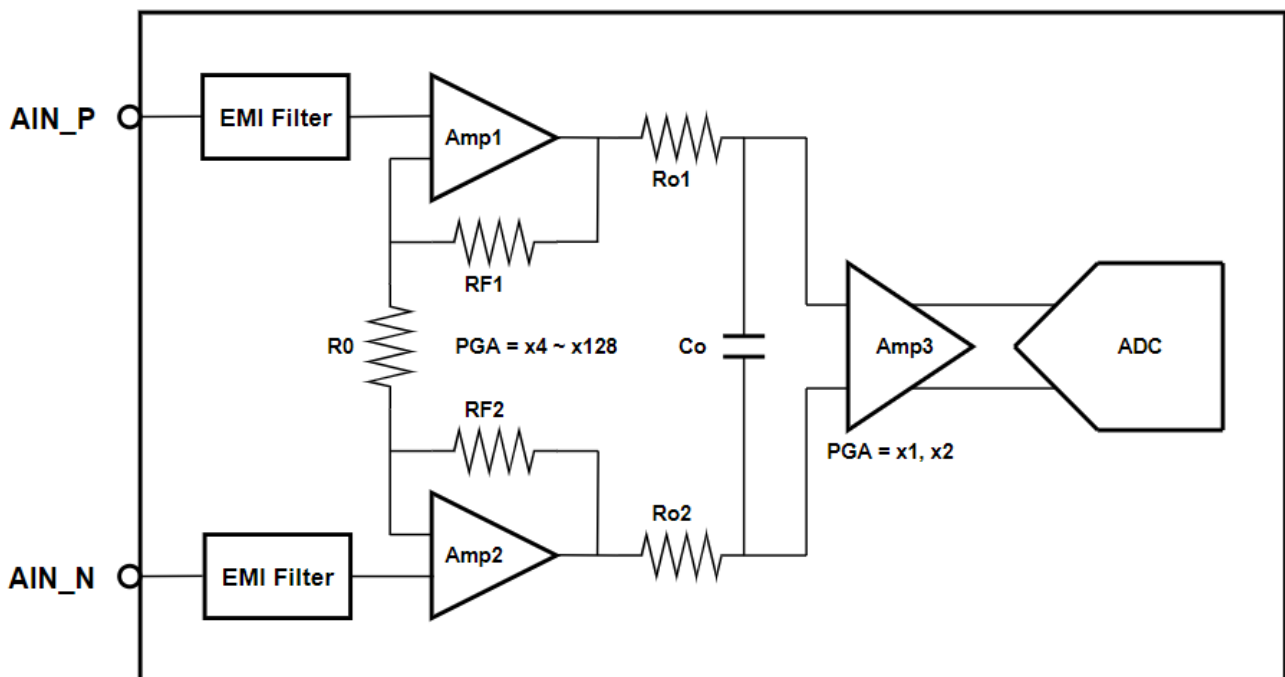 AIN_P
EMI Filter
Amp1
Ro1
RF1
R0
PGA = x4 ~ x128
Co
Amp3
ADC
RF2
PGA = x1, x2
Ro2
Amp2
AIN_N
EMI Filter